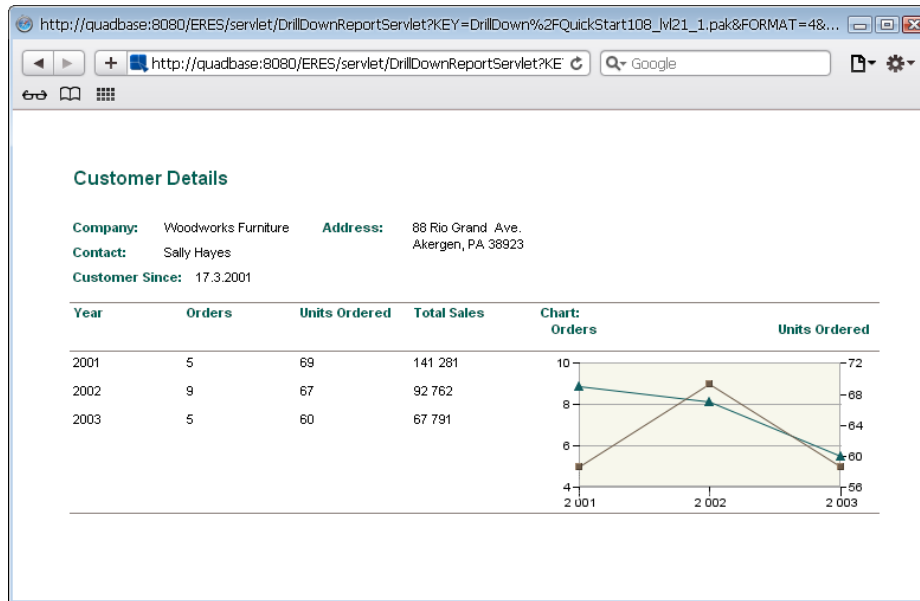 http://quadbase:8080/ERES/servlet/DrillDownReportServlet?KEY=DrillDown%2FQuickStart108_lvl21_1.pak&FORMAT=4&...
http://quadbase:8080/ERES/servlet/DrillDownReportServlet?KE
Google
Customer Details
Company: Woodworks Furniture Address: 88 Rio Grand Ave.
Akergen, PA 38923
Contact: Sally Hayes
Customer Since: 17.3.2001
Year Orders Units Ordered Total Sales Chart:
Orders Units Ordered
2001 5 69 141 281
2002 9 67 92 762
2003 5 60 67 791
10 72
68
8
64
6
60
4 56
2 001 2 002 2 003